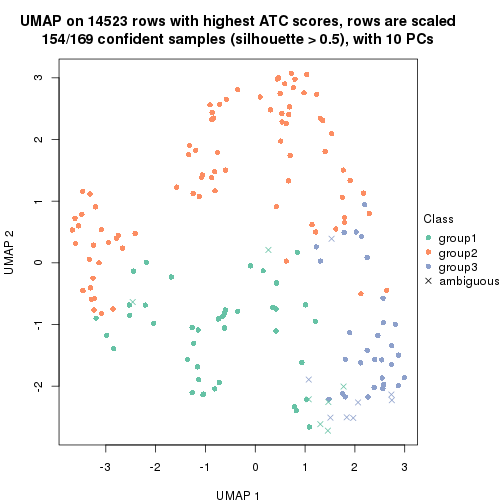 UMAP on 14523 rows with highest ATC scores, rows are scaled
154/169 confident samples (silhouette > 0.5), with 10 PCs
3
2
1
0
-1
-2
UMAP 2
-3 -2 -1 0 1 2 3
UMAP 1
Class
group1
group2
group3
ambiguous